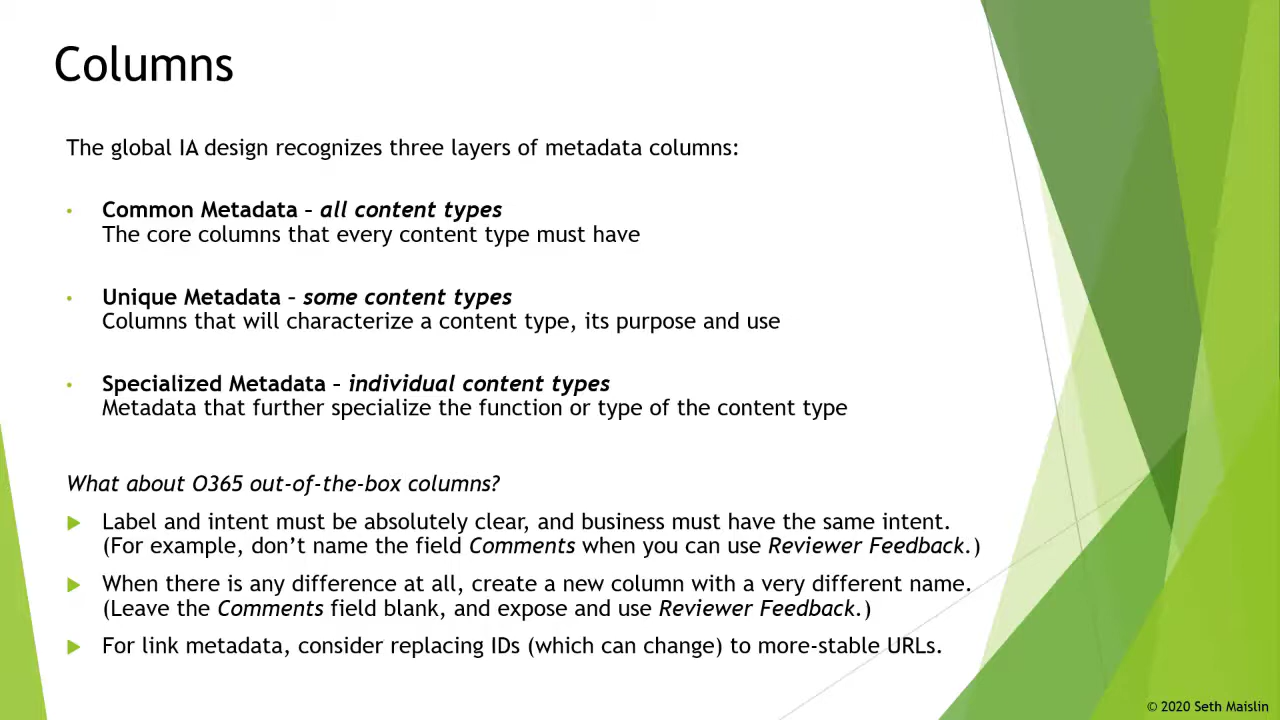 Columns
The global IA design recognizes three layers of metadata columns:
• Common Metadata – all content types
The core columns that every content type must have
• Unique Metadata – some content types
Columns that will characterize a content type, its purpose and use
• Specialized Metadata – individual content types
Metadata that further specialize the function or type of the content type
What about O365 out-of-the-box columns?
Label and intent must be absolutely clear, and business must have the same intent.
(For example, don’t name the field Comments when you can use Reviewer Feedback.)
When there is any difference at all, create a new column with a very different name.
(Leave the Comments field blank, and expose and use Reviewer Feedback.)
For link metadata, consider replacing IDs (which can change) to more-stable URLs.
© 2020 Seth Maislin